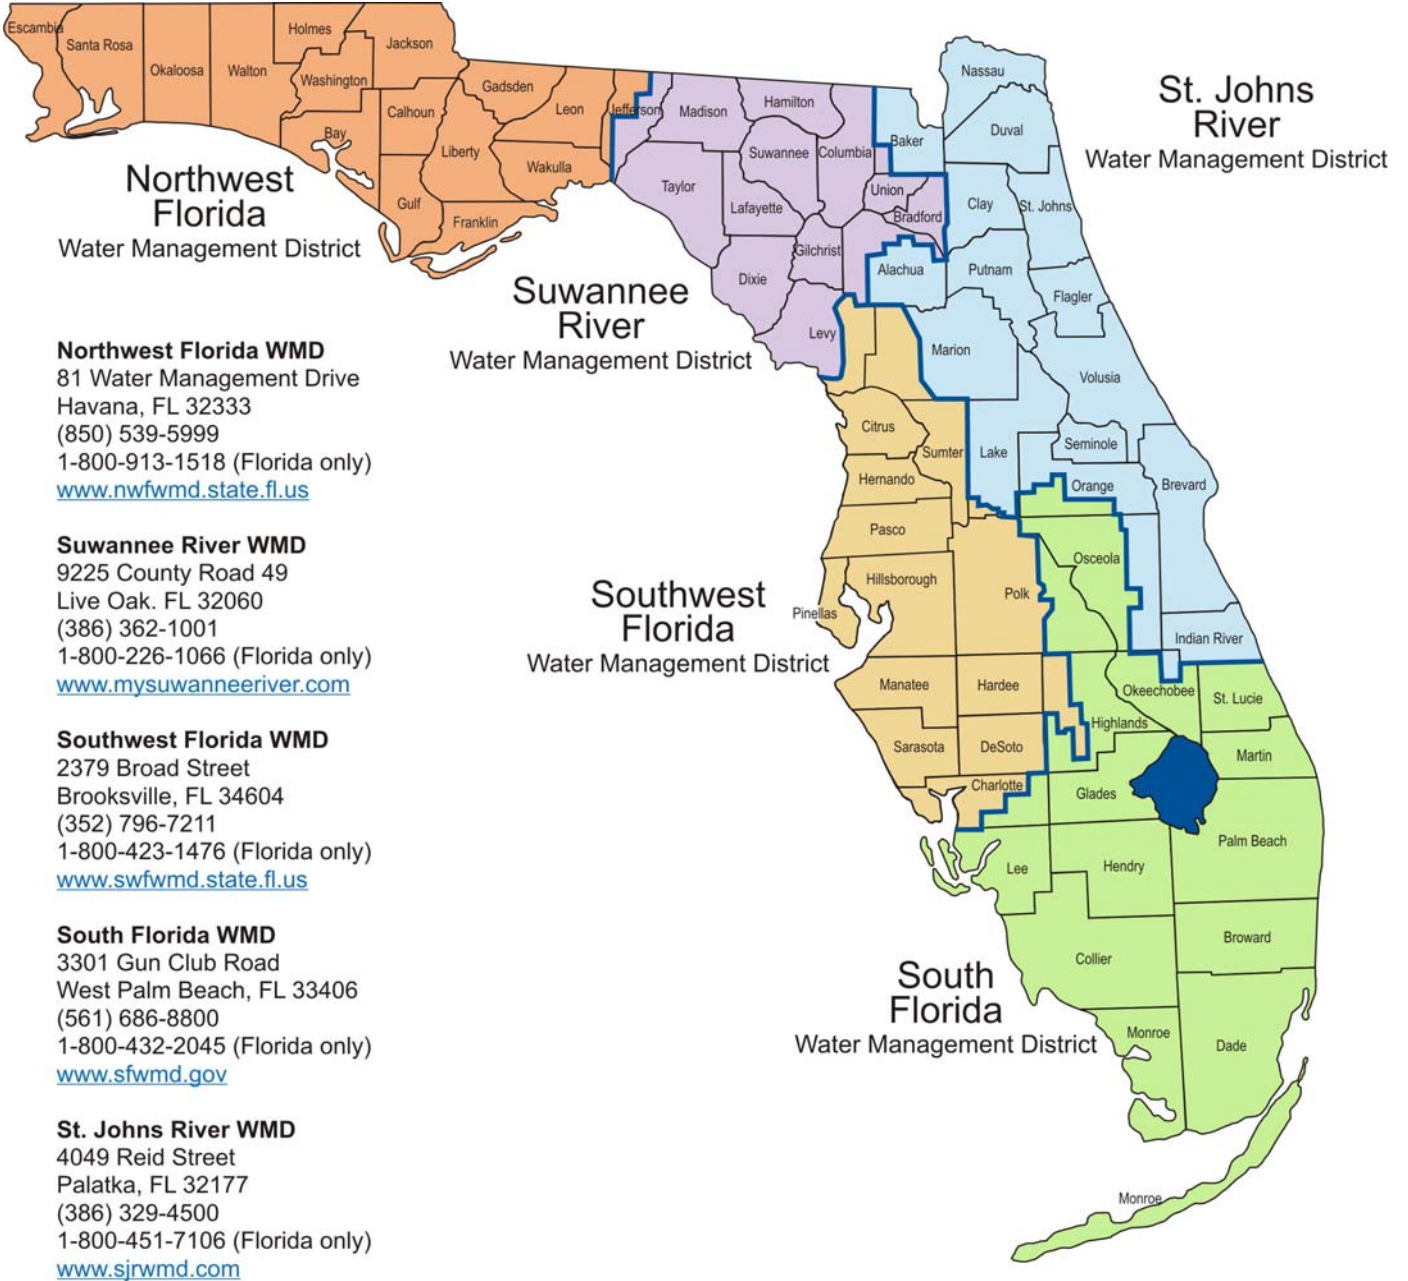 Escambia
Santa Rosa
Okaloosa
Walton
Holmes
Washington
Jackson
Bay
Calhoun
Gulf
Liberty
Gadsden
Franklin
Leon
Wakulla
Jefferson
Madison
Taylor
Hamilton
Suwannee
Lafayette
Dixie
Columbia
Gilchrist
Levy
Union
Bradford
Alachua
Baker
Nassau
Duval
Clay
St. Johns
Putnam
Flagler
Marion
Volusia
Citrus
Sumter
Lake
Seminole
Orange
Brevard
Hernando
Pasco
Hillsborough
Pinellas
Polk
Osceola
Indian River
Manatee
Hardee
Okeechobee
St. Lucie
Highlands
Sarasota
DeSoto
Martin
Charlotte
Glades
Palm Beach
Lee
Hendry
Broward
Collier
Monroe
Dade
Monroe
Northwest
Florida
Water Management District
Suwannee
River
Water Management District
St. Johns
River
Water Management District
Southwest
Florida
Water Management District
South
Florida
Water Management District
Northwest Florida WMD
81 Water Management Drive
Havana, FL 32333
(850) 539-5999
1-800-913-1518 (Florida only)
www.nwfwmd.state.fl.us
Suwannee River WMD
9225 County Road 49
Live Oak. FL 32060
(386) 362-1001
1-800-226-1066 (Florida only)
www.mysuwanneeriver.com
Southwest Florida WMD
2379 Broad Street
Brooksville, FL 34604
(352) 796-7211
1-800-423-1476 (Florida only)
www.swfwmd.state.fl.us
South Florida WMD
3301 Gun Club Road
West Palm Beach, FL 33406
(561) 686-8800
1-800-432-2045 (Florida only)
www.sfwmd.gov
St. Johns River WMD
4049 Reid Street
Palatka, FL 32177
(386) 329-4500
1-800-451-7106 (Florida only)
www.sjrwmd.com